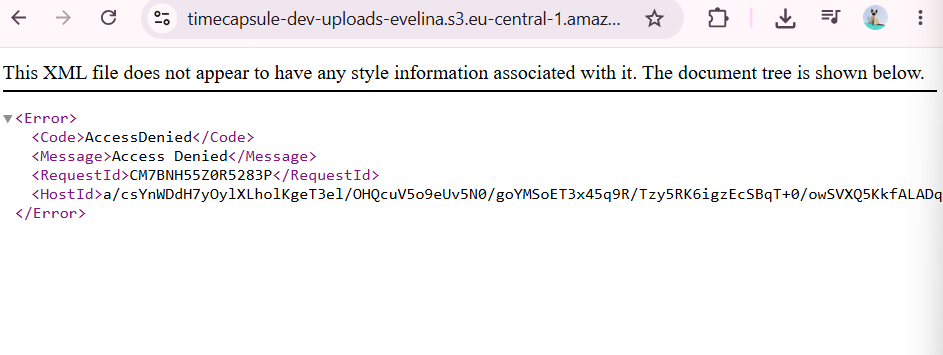 timecapsule-dev-uploads-evelina.s3.eu-central-1.amaz...
This XML file does not appear to have any style information associated with it. The document tree is shown below.
<Error>
<Code>AccessDenied</Code>
<Message>Access Denied</Message>
<RequestId>CM7BNH55Z0R5283P</RequestId>
<HostId>a/csYnWDdH7yOylXLholKgeT3el/OHQcuV5o9eUv5N0/goYMSoET3x45q9R/Tzy5RK6igzEcSBqT+0/owSVXQ5KkfALADq
</Error>